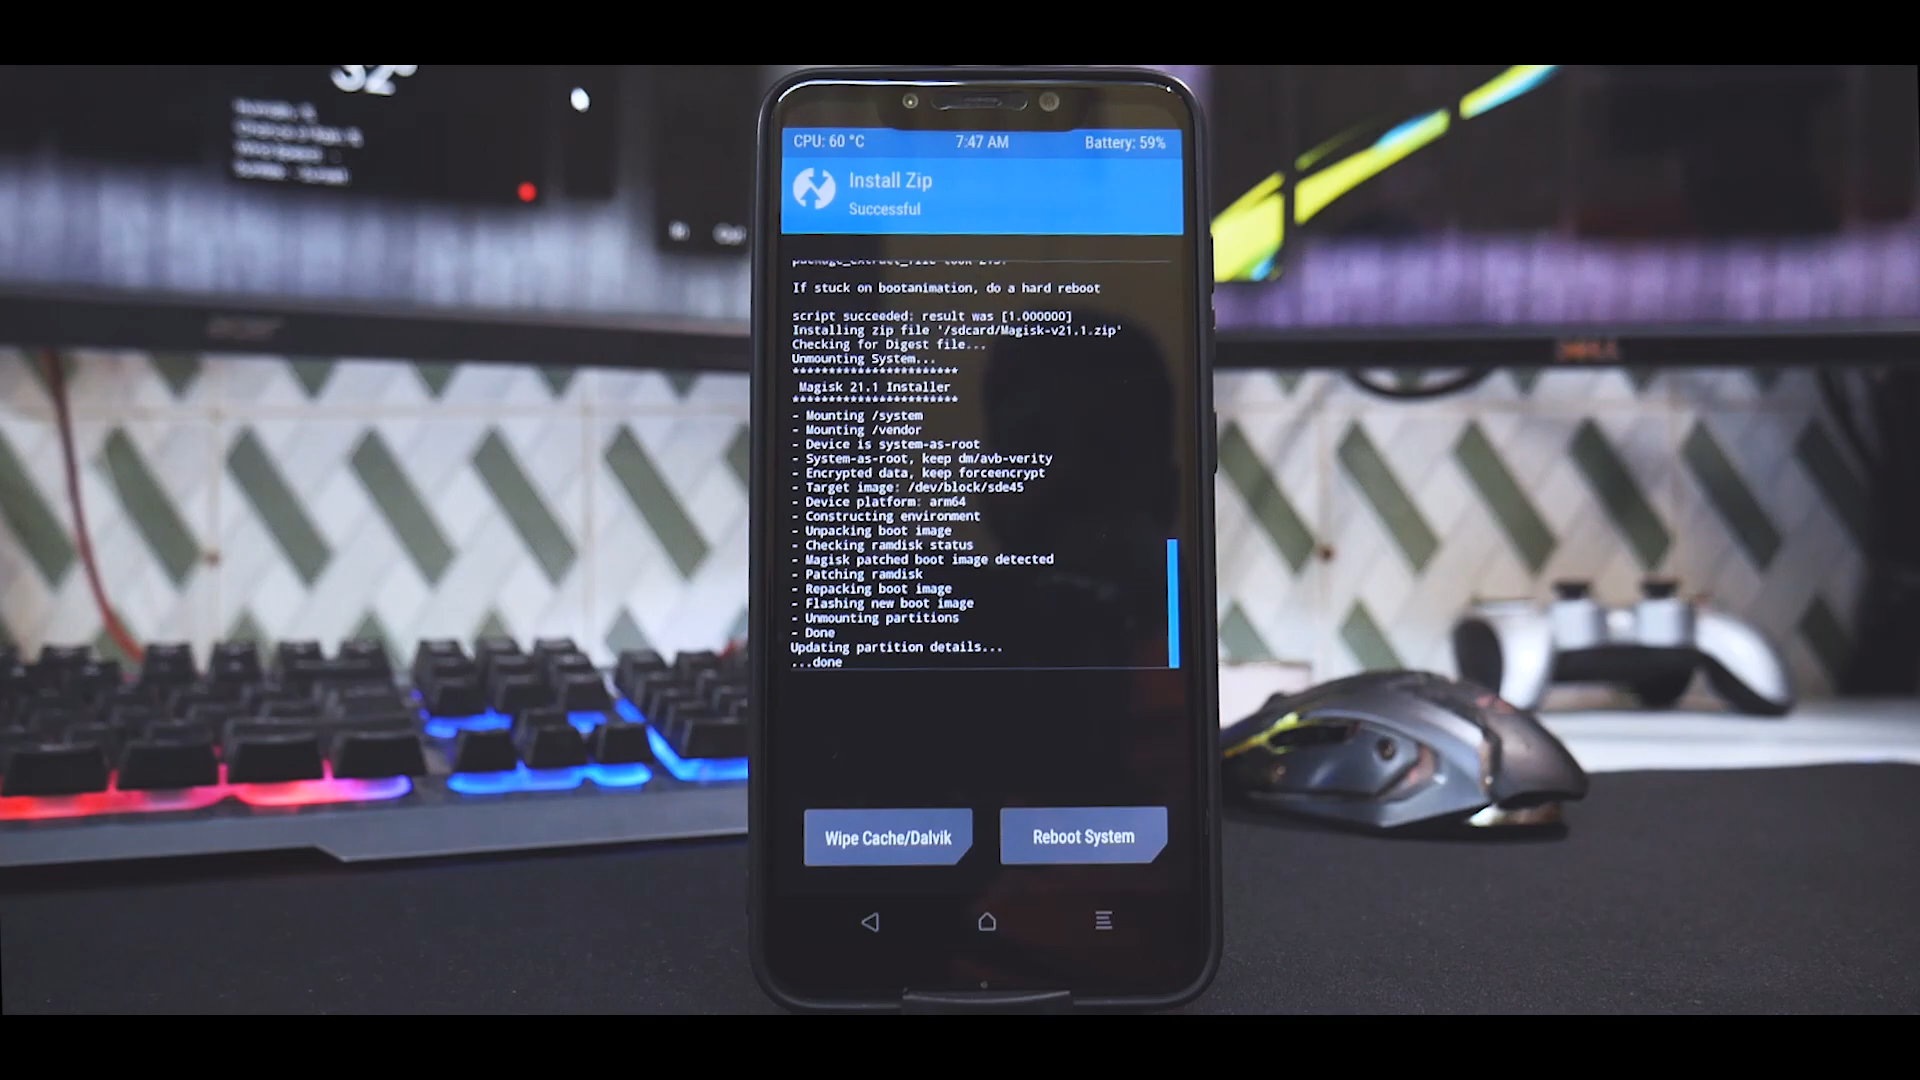 32°
CPU: 60 °C
7:47 AM
Battery: 59%
Install Zip
Successful
If stuck on bootanimation, do a hard reboot
script succeeded: result was [1.000000]
Installing zip file '/sdcard/Magisk-v21.1.zip'
Checking for Digest file...
Unmounting System...
***********************
Magisk 21.1 Installer
***********************
- Mounting /system
- Mounting /vendor
- Device is system-as-root
- System-as-root, keep dm/avb-verity
- Encrypted data, keep forceencrypt
- Target image: /dev/block/sde45
- Device platform: arm64
- Constructing environment
- Unpacking boot image
- Checking ramdisk status
- Magisk patched boot image detected
- Patching ramdisk
- Repacking boot image
- Flashing new boot image
- Unmounting partitions
- Done
Updating partition details...
...done
Wipe Cache/Dalvik
Reboot System
DELL